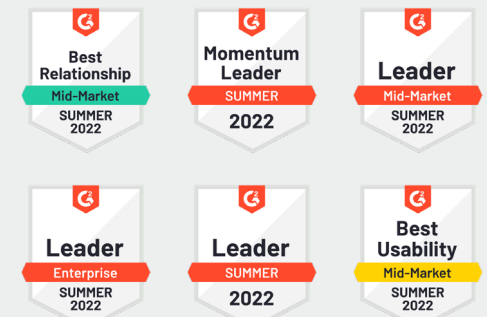 G2
Best
Relationship
Mid-Market
SUMMER
2022
G2
Momentum
Leader
SUMMER
2022
G2
Leader
Mid-Market
SUMMER
2022
G2
Leader
Enterprise
SUMMER
2022
G2
Leader
SUMMER
2022
G2
Best
Usability
Mid-Market
SUMMER
2022